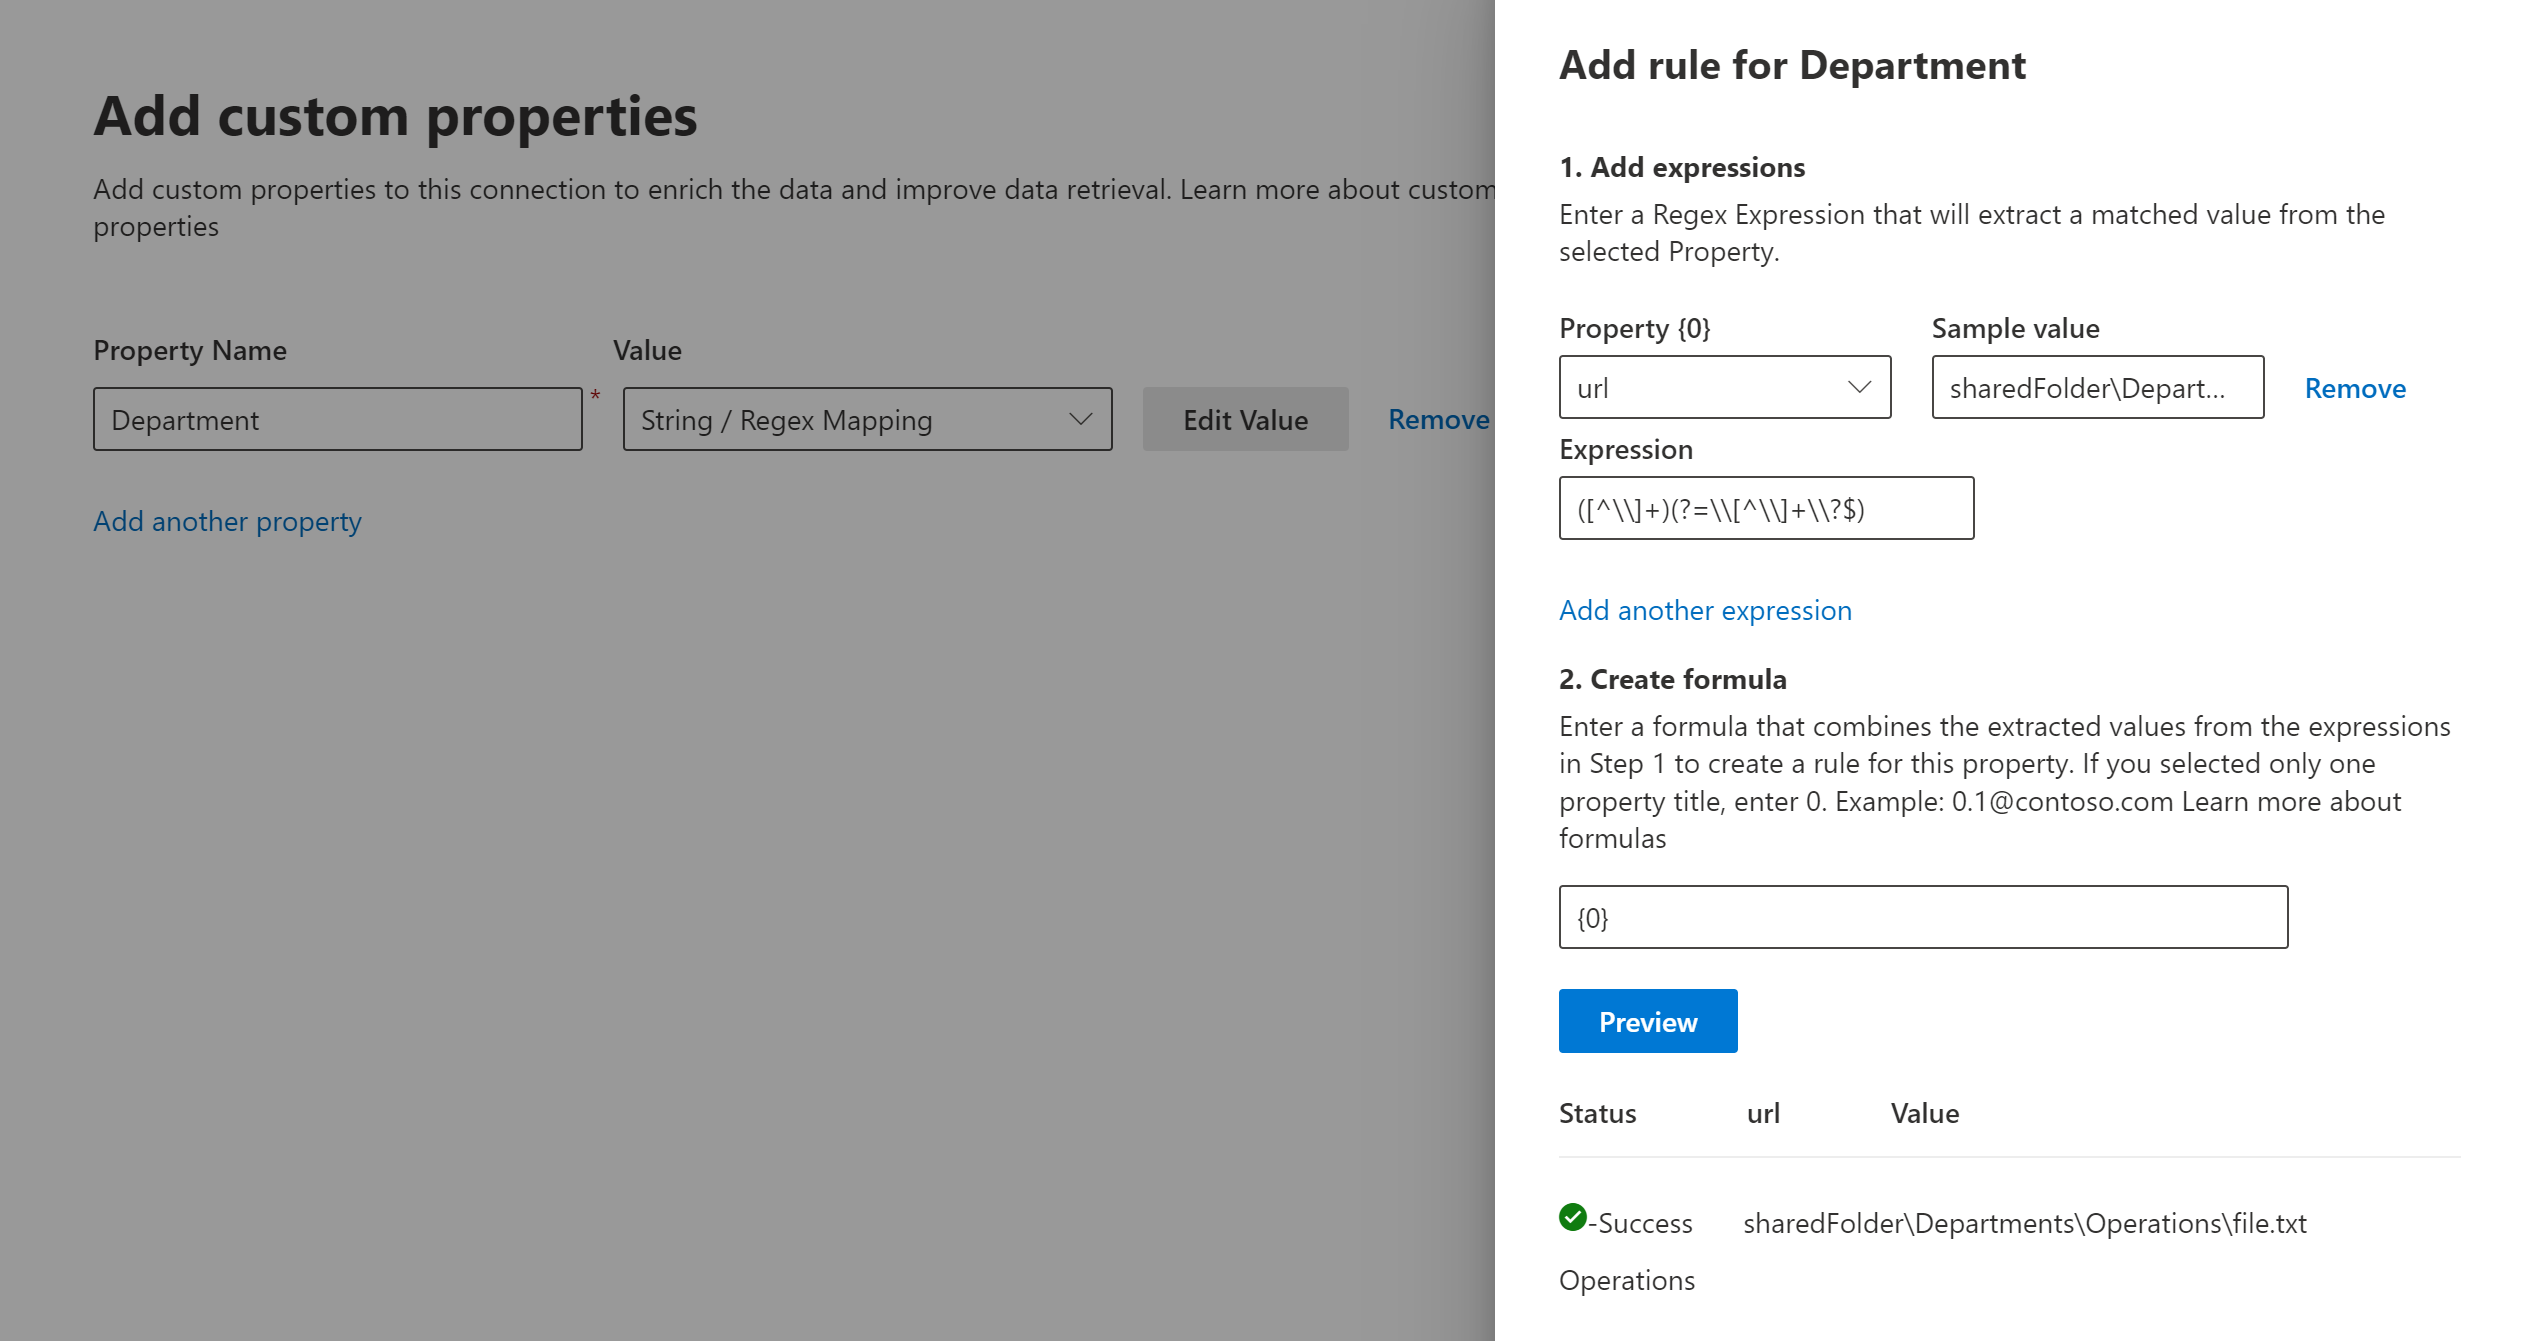 Add custom properties
Add custom properties to this connection to enrich the data and improve data retrieval. Learn more about custom
properties
Property Name
Value
Department
*
String / Regex Mapping
Edit Value
Remove
Add another property
Add rule for Department
1. Add expressions
Enter a Regex Expression that will extract a matched value from the
selected Property.
Property {0}
Sample value
url
sharedFolder\Depart...
Remove
Expression
([^\\]+)(?=\\[^\\]+\\?$)
Add another expression
2. Create formula
Enter a formula that combines the extracted values from the expressions
in Step 1 to create a rule for this property. If you selected only one
property title, enter 0. Example: 0.1@contoso.com Learn more about
formulas
{0}
Preview
Status
url
Value
-Success
sharedFolder\Departments\Operations\file.txt
Operations